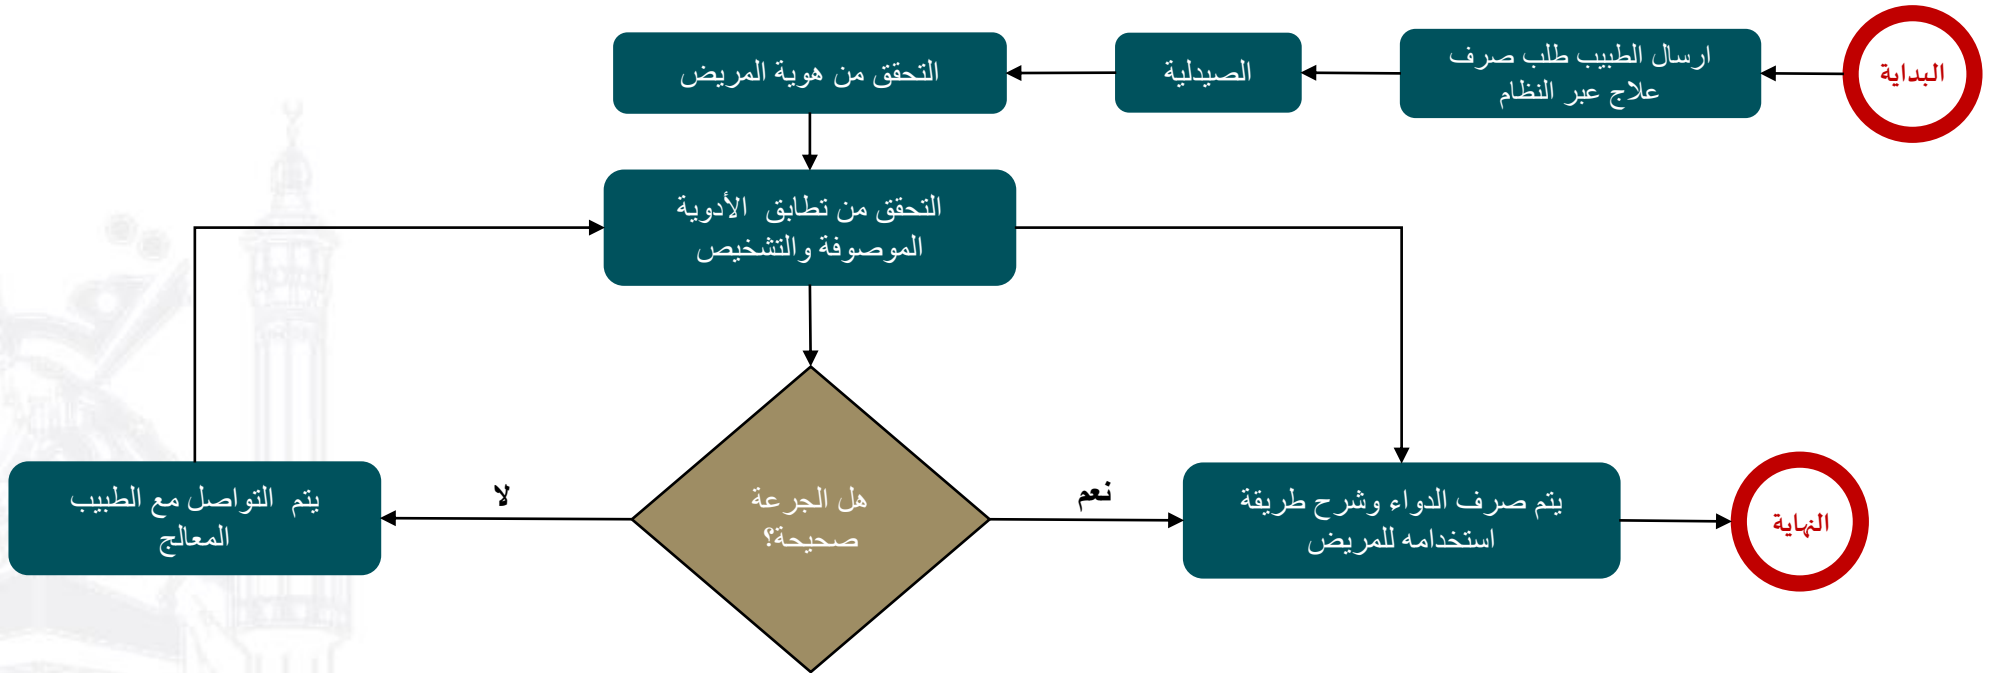 البداية
ارسال الطبيب طلب صرف
علاج عبر النظام
الصيدلية
التحقق من هوية المريض
التحقق من تطابق الأدوية
الموصوفة والتشخيص
هل الجرعة
صحيحة؟
نعم
يتم صرف الدواء وشرح طريقة
استخدامه للمريض
النهاية
لا
يتم التواصل مع الطبيب
المعالج